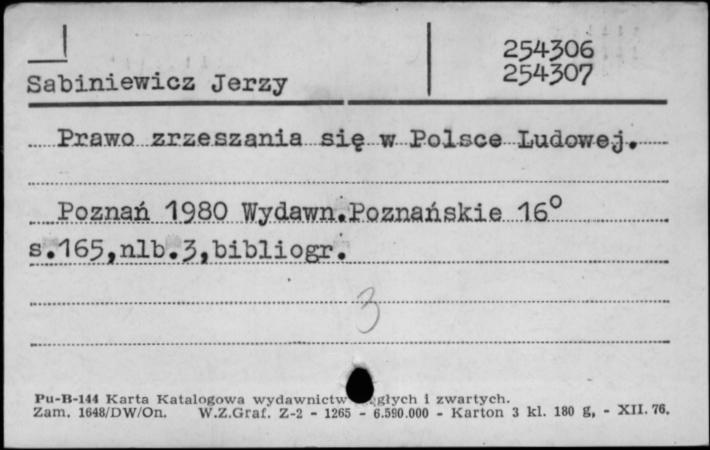 254306
254307
Sabiniewicz Jerzy
Prawo zrzeszania się w Polsce Ludowej.
Poznań 1980 Wydawn.Poznańskie 16°
s.165,nlb.3,bibliogr.
3
Pu-B-144 Karta Katalogowa wydawnictw i zwartych.
Zam. 1648/DW/On. W.Z.Graf. Z-2 - 1265 - 6.590.000 - Karton 3 kl. 180 g, - XII. 76.